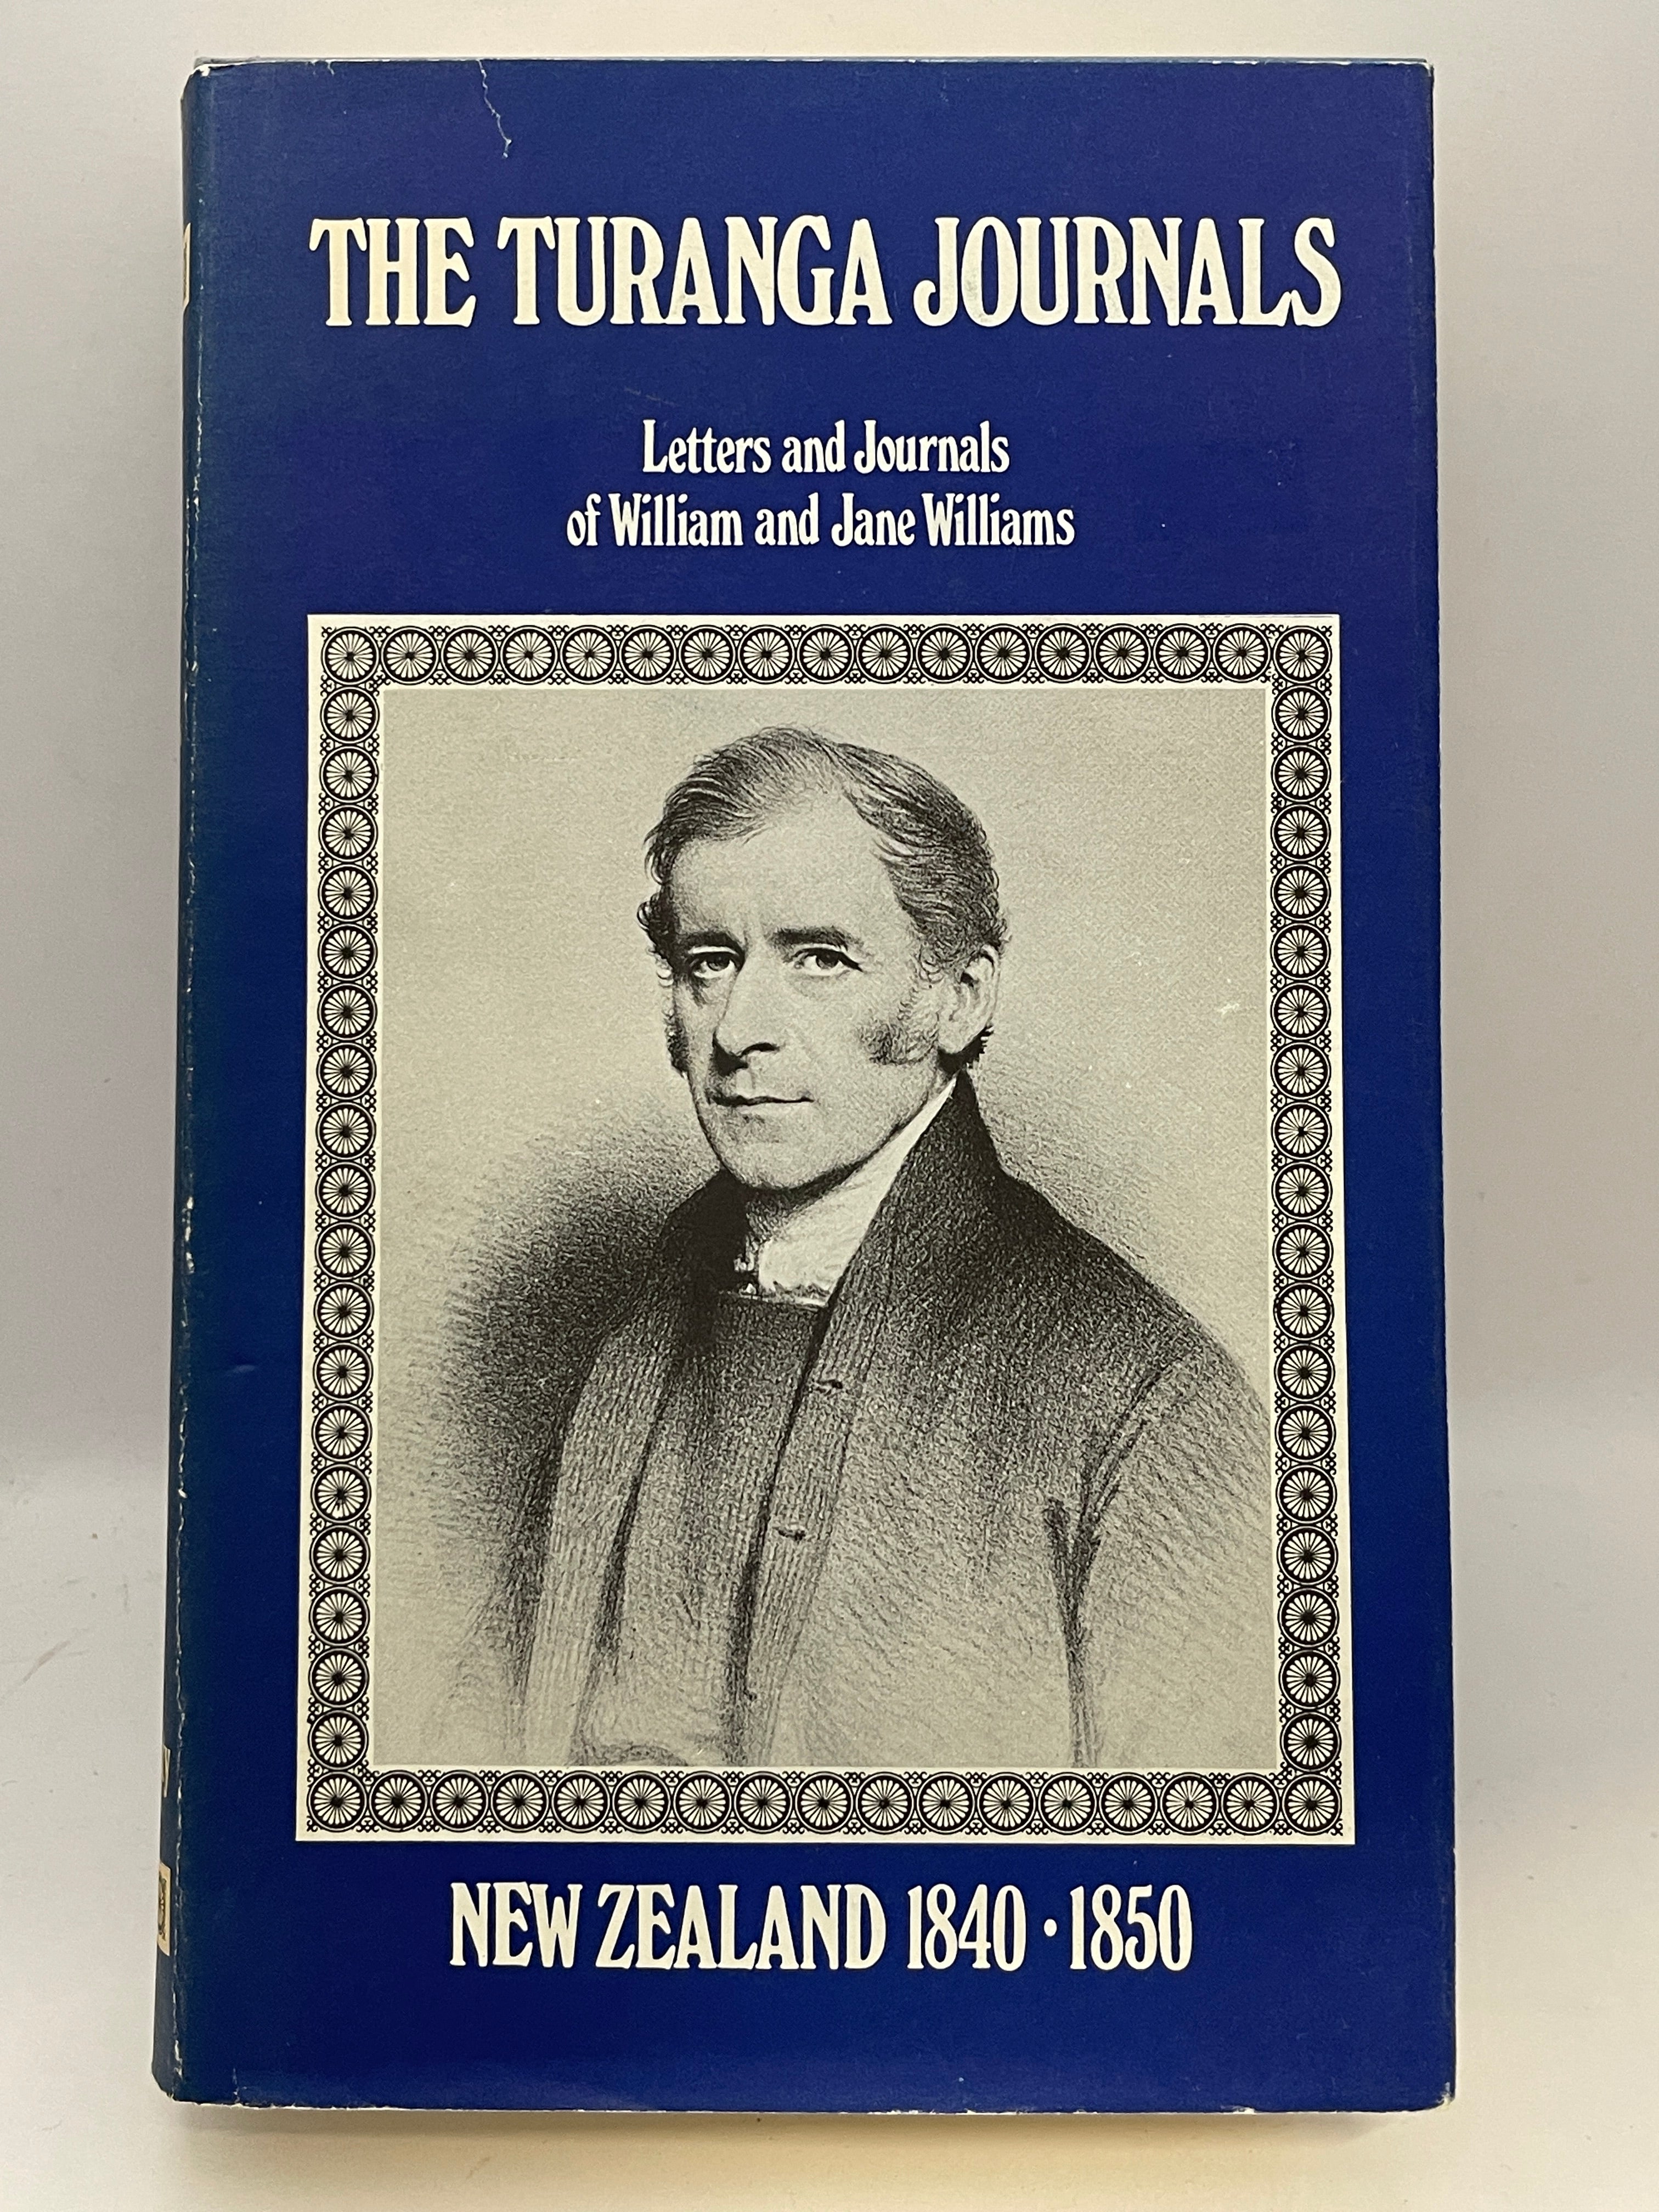 THE TURANGA JOURNALS
Letters and Journals
of William and Jane Williams
NEW ZEALAND 1840 · 1850